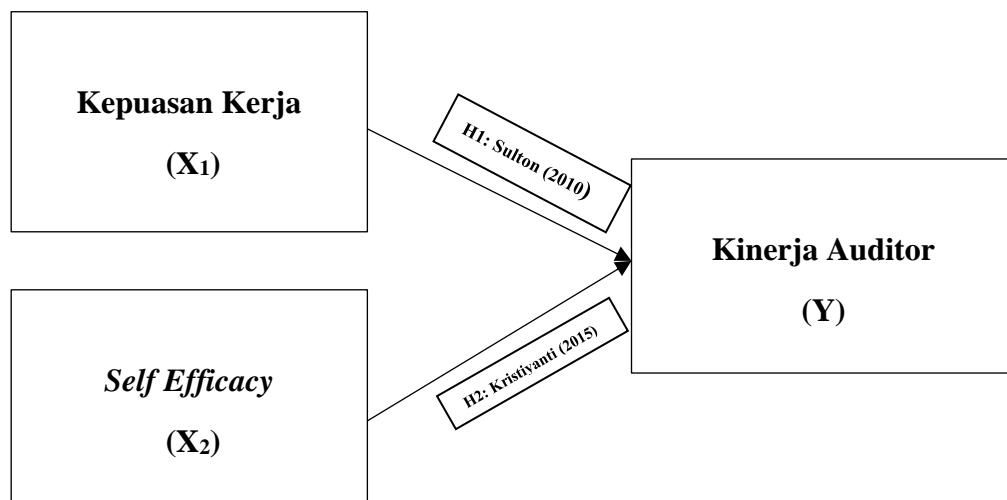 Kepuasan Kerja
(X₁)
H1: Sulton (2010)
Kinerja Auditor
(Y)
Self Efficacy
(X₂)
H2: Kristiyanti (2015)